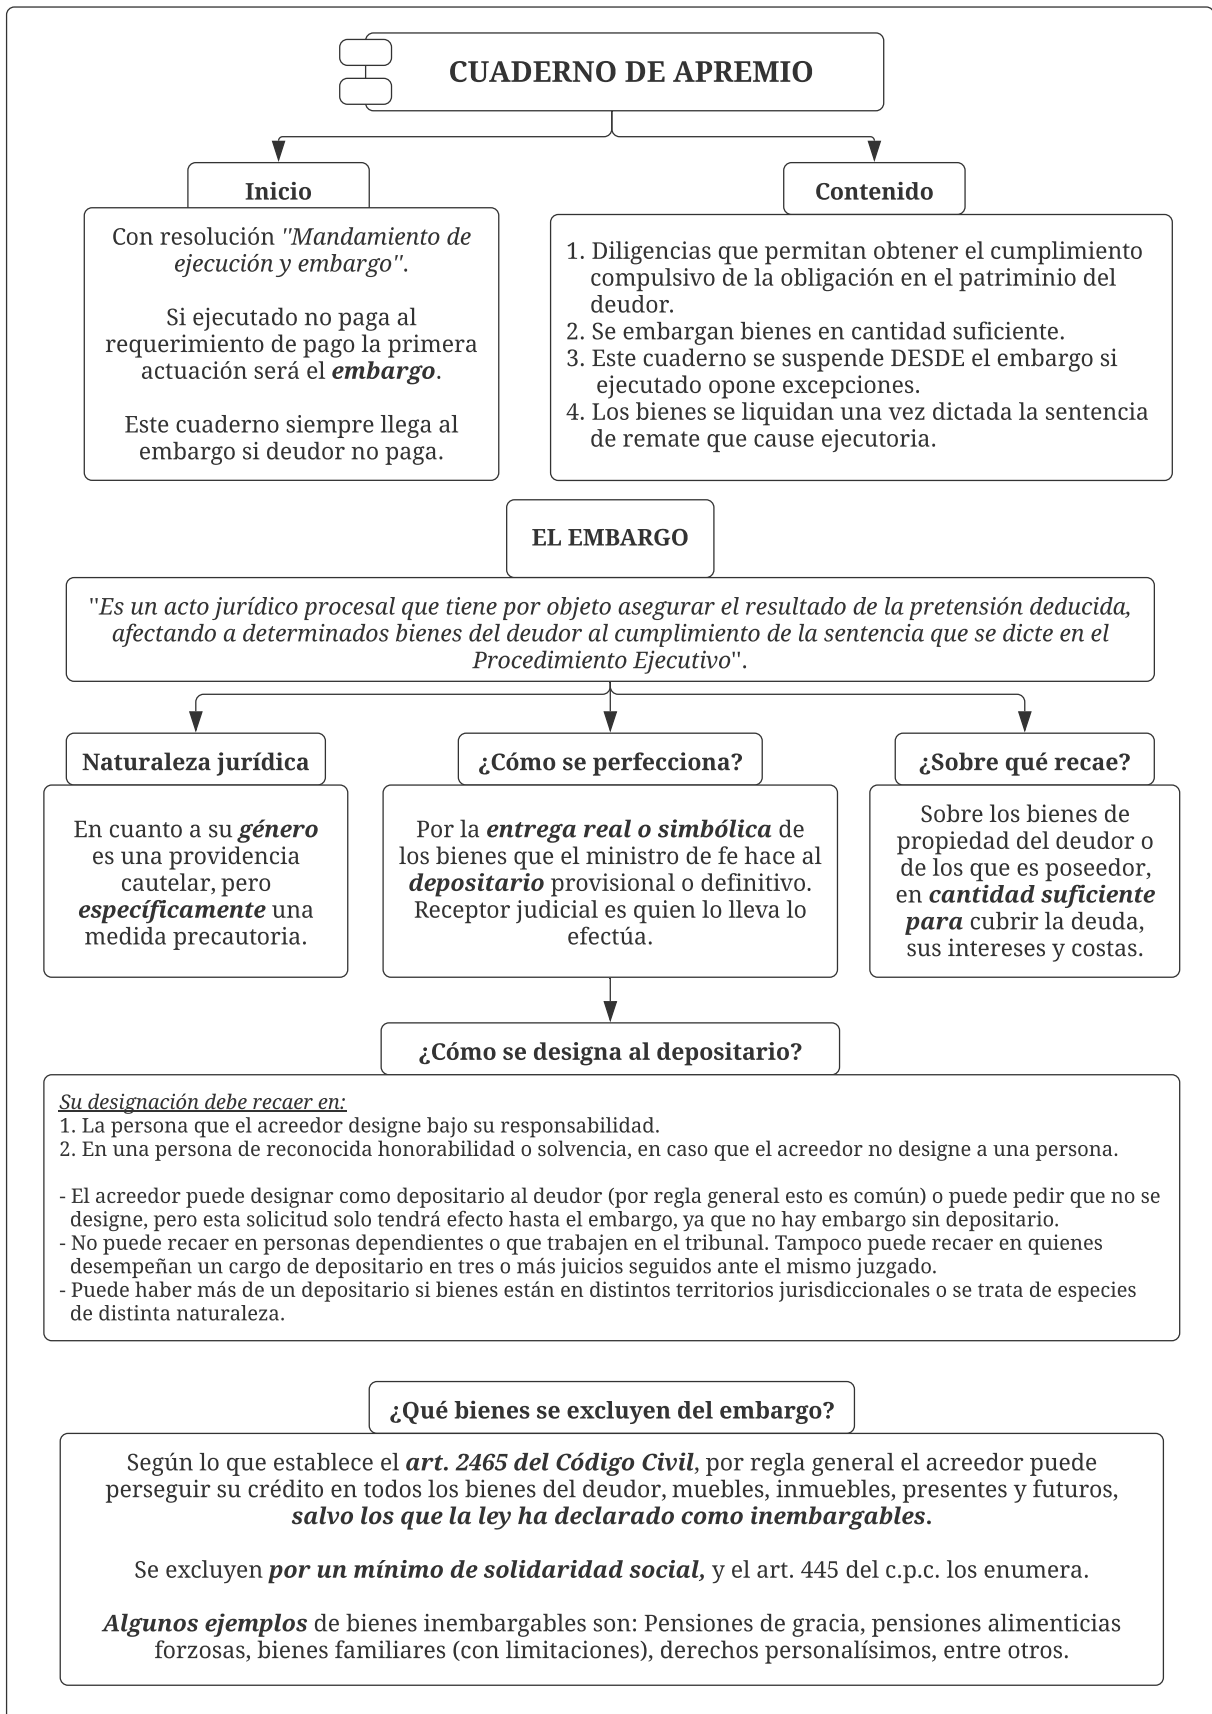 CUADERNO DE APREMIO
Inicio
Con resolución "Mandamiento de
ejecución y embargo".
Si ejecutado no paga al
requerimiento de pago la primera
actuación será el embargo.
Este cuaderno siempre llega al
embargo si deudor no paga.
Contenido
1. Diligencias que permitan obtener el cumplimiento
compulsivo de la obligación en el patriminio del
deudor.
2. Se embargan bienes en cantidad suficiente.
3. Este cuaderno se suspende DESDE el embargo si
ejecutado opone excepciones.
4. Los bienes se liquidan una vez dictada la sentencia
de remate que cause ejecutoria.
EL EMBARGO
"Es un acto jurídico procesal que tiene por objeto asegurar el resultado de la pretensión deducida,
afectando a determinados bienes del deudor al cumplimiento de la sentencia que se dicte en el
Procedimiento Ejecutivo".
Naturaleza jurídica
En cuanto a su género
es una providencia
cautelar, pero
específicamente una
medida precautoria.
¿Cómo se perfecciona?
Por la entrega real o simbólica de
los bienes que el ministro de fe hace al
depositario provisional o definitivo.
Receptor judicial es quien lo lleva lo
efectúa.
¿Sobre qué recae?
Sobre los bienes de
propiedad del deudor o
de los que es poseedor,
en cantidad suficiente
para cubrir la deuda,
sus intereses y costas.
¿Cómo se designa al depositario?
Su designación debe recaer en:
1. La persona que el acreedor designe bajo su responsabilidad.
2. En una persona de reconocida honorabilidad o solvencia, en caso que el acreedor no designe a una persona.
- El acreedor puede designar como depositario al deudor (por regla general esto es común) o puede pedir que no se
designe, pero esta solicitud solo tendrá efecto hasta el embargo, ya que no hay embargo sin depositario.
- No puede recaer en personas dependientes o que trabajen en el tribunal. Tampoco puede recaer en quienes
desempeñan un cargo de depositario en tres o más juicios seguidos ante el mismo juzgado.
- Puede haber más de un depositario si bienes están en distintos territorios jurisdiccionales o se trata de especies
de distinta naturaleza.
¿Qué bienes se excluyen del embargo?
Según lo que establece el art. 2465 del Código Civil, por regla general el acreedor puede
perseguir su crédito en todos los bienes del deudor, muebles, inmuebles, presentes y futuros,
salvo los que la ley ha declarado como inembargables.
Se excluyen por un mínimo de solidaridad social, y el art. 445 del c.p.c. los enumera.
Algunos ejemplos de bienes inembargables son: Pensiones de gracia, pensiones alimenticias
forzosas, bienes familiares (con limitaciones), derechos personalísimos, entre otros.